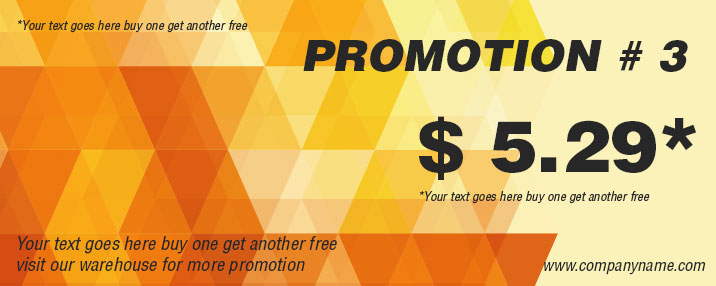 *Your text goes here buy one get another free
PROMOTION # 3
$ 5.29*
*Your text goes here buy one get another free
Your text goes here buy one get another free
visit our warehouse for more promotion
www.companyname.com